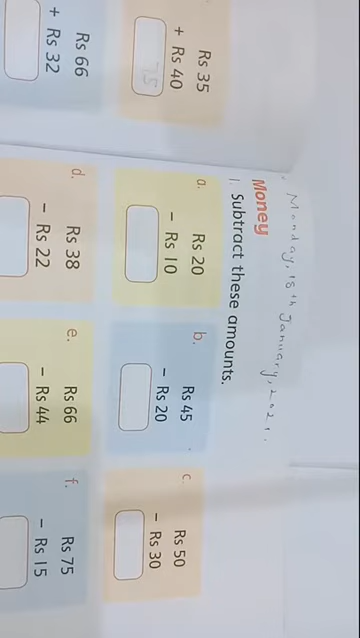 Rs 35
+ Rs 40
75
Rs 66
+ Rs 32
Monday, 18th January, 2021.
Money
1. Subtract these amounts.
a. Rs 20
- Rs 10
b. Rs 45
- Rs 20
c. Rs 50
- Rs 30
d. Rs 38
- Rs 22
e. Rs 66
- Rs 44
f. Rs 75
- Rs 15